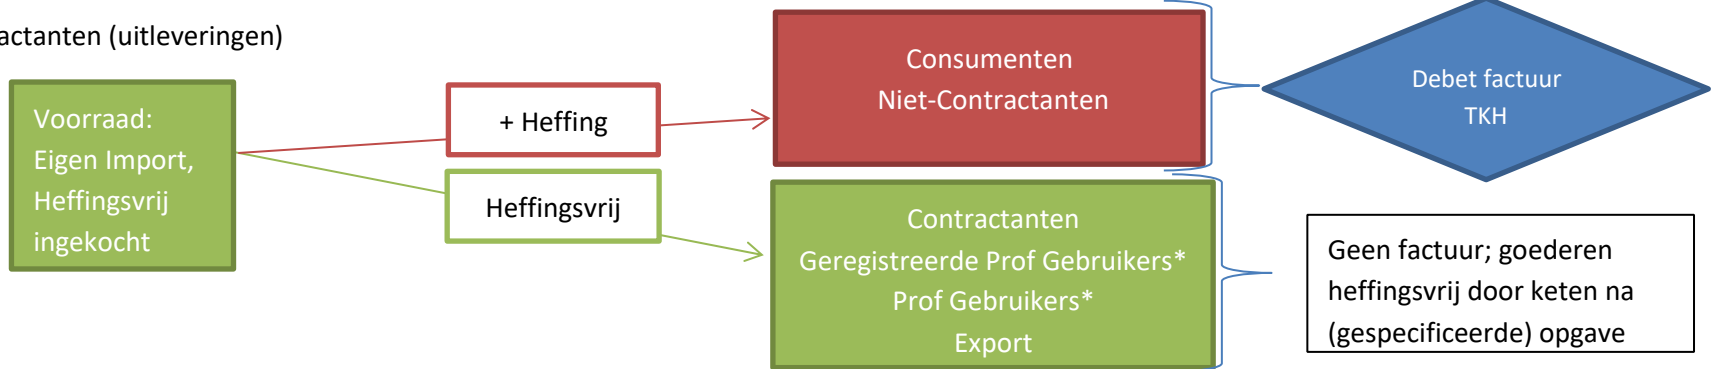 actanten (uitleveringen)
Voorraad:
Eigen Import,
Heffingsvrij
ingekocht
+ Heffing
Heffingsvrij
Consumenten
Niet-Contractanten
Contractanten
Geregistreerde Prof Gebruikers*
Prof Gebruikers*
Export
Debet factuur
TKH
Geen factuur; goederen
heffingsvrij door keten na
(gespecificeerde) opgave